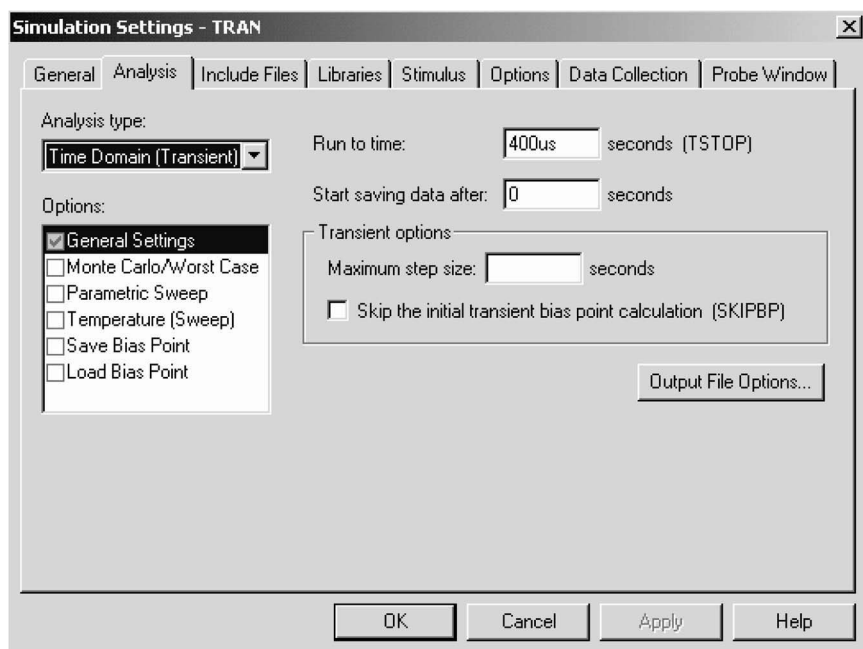 Simulation Settings - TRAN
General Analysis Include Files Libraries Stimulus Options Data Collection Probe Window
Analysis type:
Time Domain (Transient)
Options:
General Settings
Monte Carlo/Worst Case
Parametric Sweep
Temperature (Sweep)
Save Bias Point
Load Bias Point
Run to time: 400us seconds (TSTOP)
Start saving data after: 0 seconds
Transient options
Maximum step size: seconds
Skip the initial transient bias point calculation (SKIPBP)
Output File Options...
OK Cancel Apply Help